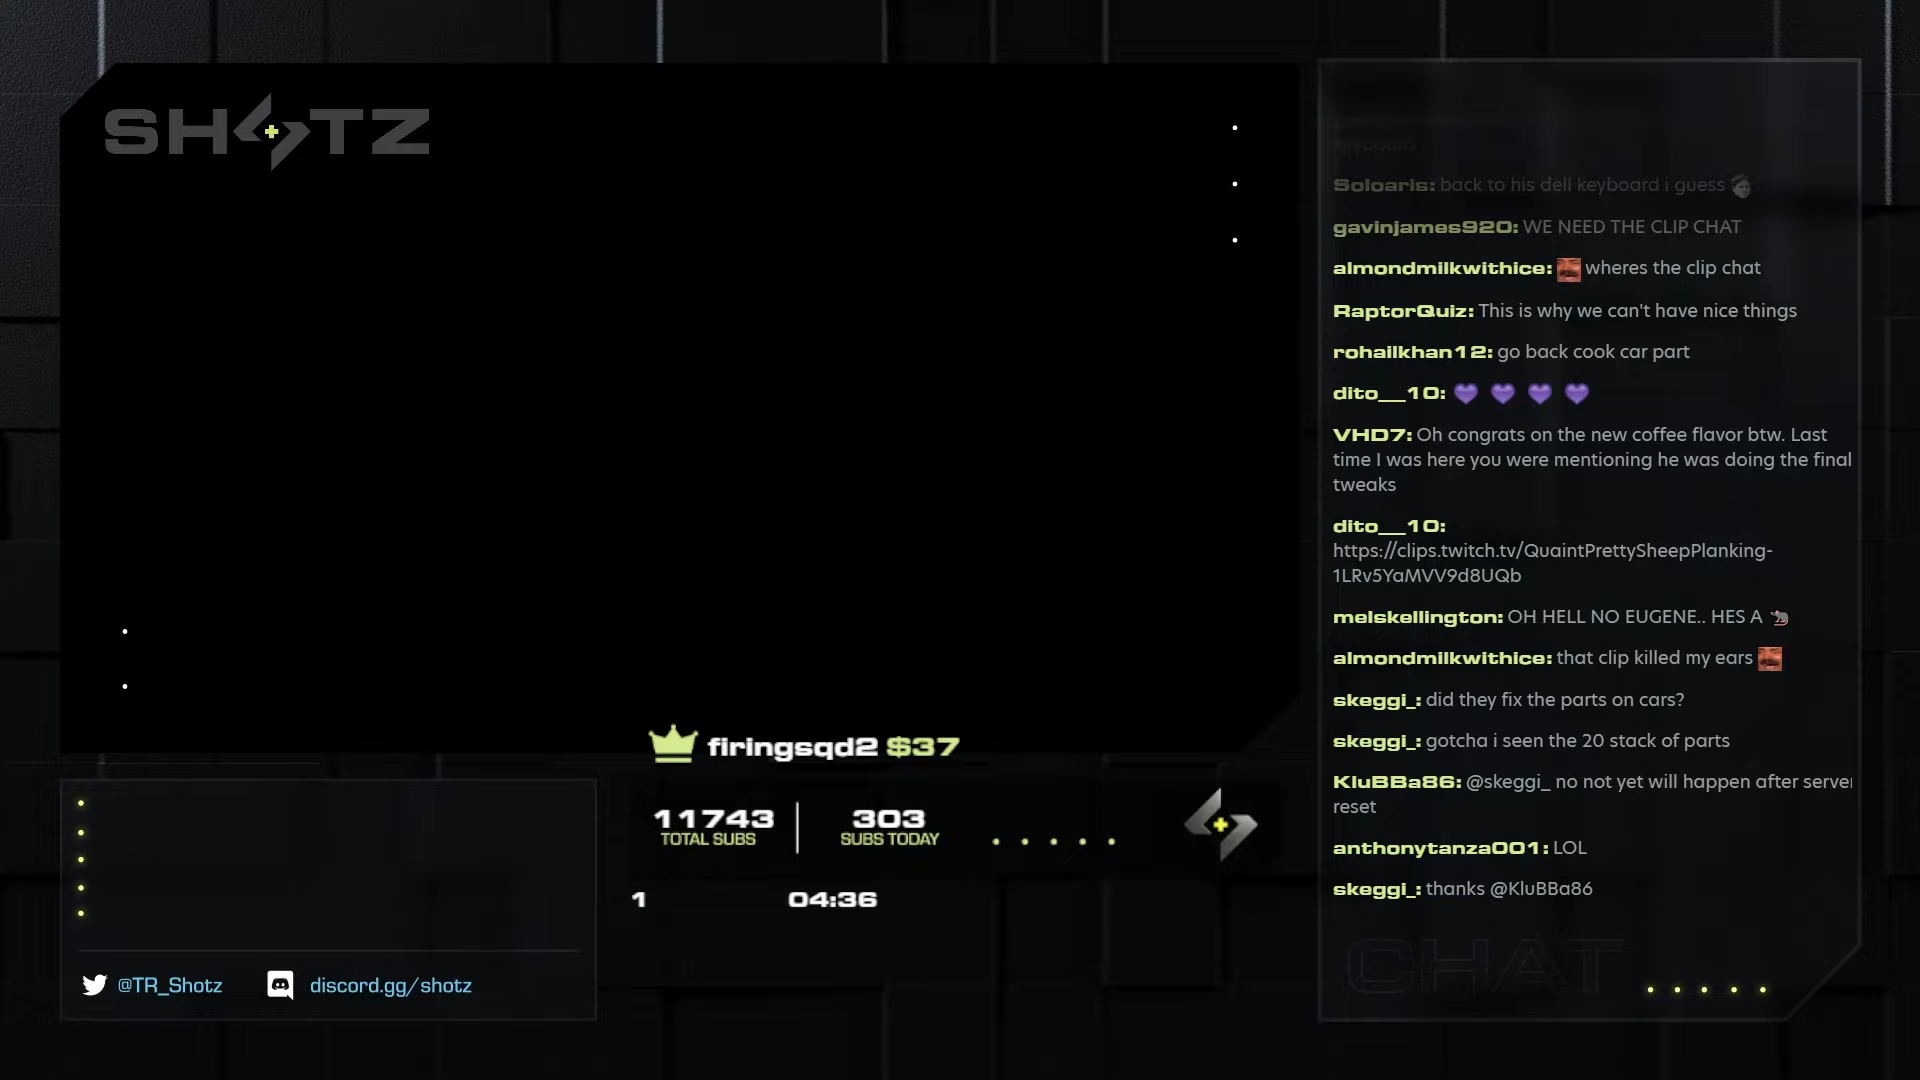 SHOTZ
Soloaris: back to his dell keyboard i guess
gavinjames920: WE NEED THE CLIP CHAT
almondmilkwithice: wheres the clip chat
RaptorQuiz: This is why we can't have nice things
rohailkhan12: go back cook car part
dito__10:
VHD7: Oh congrats on the new coffee flavor btw. Last
time I was here you were mentioning he was doing the final
tweaks
dito__10:
https://clips.twitch.tv/QuaintPrettySheepPlanking-
1LRv5YaMVV9d8UQb
melskellington: OH HELL NO EUGENE.. HES A
almondmilkwithice: that clip killed my ears
skeggi_: did they fix the parts on cars?
skeggi_: gotcha i seen the 20 stack of parts
KluBBa86: @skeggi_ no not yet will happen after server
reset
anthonytanza001: LOL
skeggi_: thanks @KluBBa86
CHAT
firingsqd2 $37
11743
TOTAL SUBS
303
SUBS TODAY
1
04:36
@TR_Shotz
discord.gg/shotz